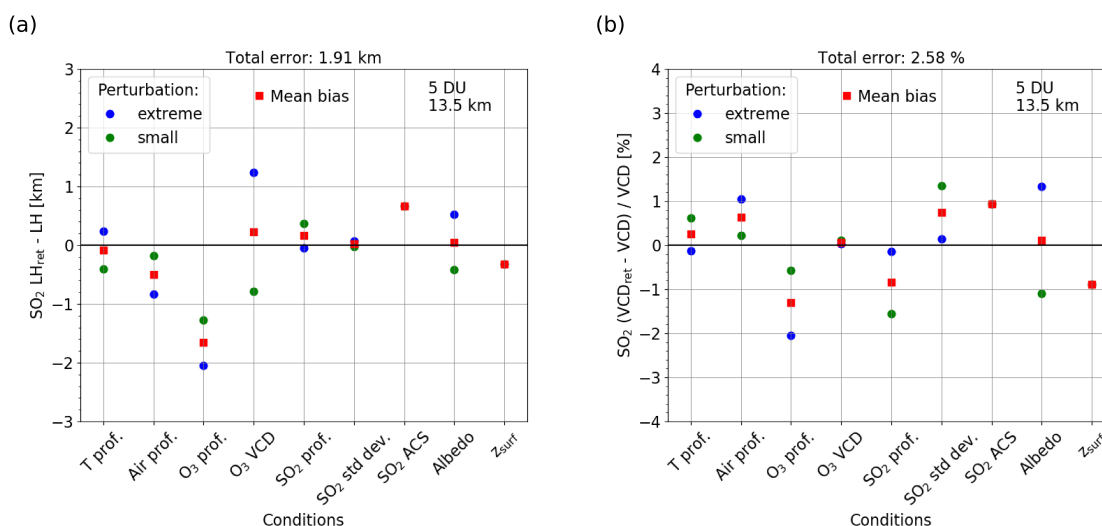 (a)
Total error: 1.91 km
Perturbation:
extreme
small
Mean bias
5 DU
13.5 km
3
2
1
0
−1
−2
−3
SO₂ LHret - LH [km]
T prof.
Air prof.
O₃ prof.
O₃ VCD
SO₂ prof.
SO₂ std dev.
SO₂ ACS
Albedo
zsurf
Conditions
(b)
Total error: 2.58 %
Perturbation:
extreme
small
Mean bias
5 DU
13.5 km
4
3
2
1
0
−1
−2
−3
−4
SO₂ (VCDret - VCD) / VCD [%]
T prof.
Air prof.
O₃ prof.
O₃ VCD
SO₂ prof.
SO₂ std dev.
SO₂ ACS
Albedo
zsurf
Conditions